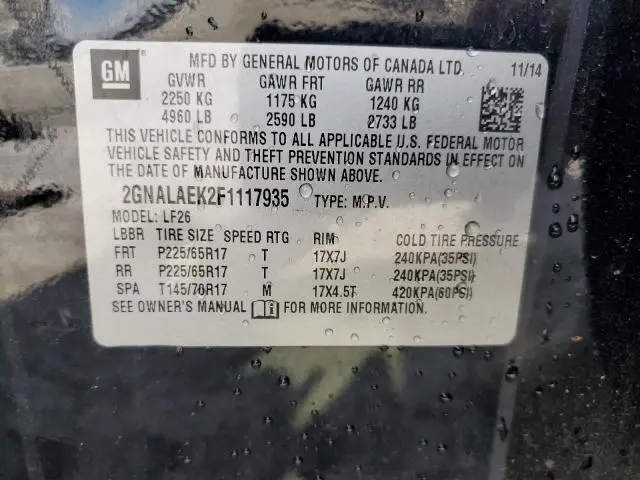 GM ®
MFD BY GENERAL MOTORS OF CANADA LTD. 11/14
GVWR GAWR FRT GAWR RR
2250 KG 1175 KG 1240 KG
4960 LB 2590 LB 2733 LB
THIS VEHICLE CONFORMS TO ALL APPLICABLE U.S. FEDERAL MOTOR
VEHICLE SAFETY AND THEFT PREVENTION STANDARDS IN EFFECT ON
THE DATE OF MANUFACTURE SHOWN ABOVE.
2GNALAEK2F1117935 TYPE: M.P.V.
MODEL: LF26
LBBR TIRE SIZE SPEED RTG RIM COLD TIRE PRESSURE
FRT P225/65R17 T 17X7J 240KPA(35PSI)
RR P225/65R17 T 17X7J 240KPA(35PSI)
SPA T145/70R17 M 17X4.5T 420KPA(60PSI)
SEE OWNER'S MANUAL FOR MORE INFORMATION.